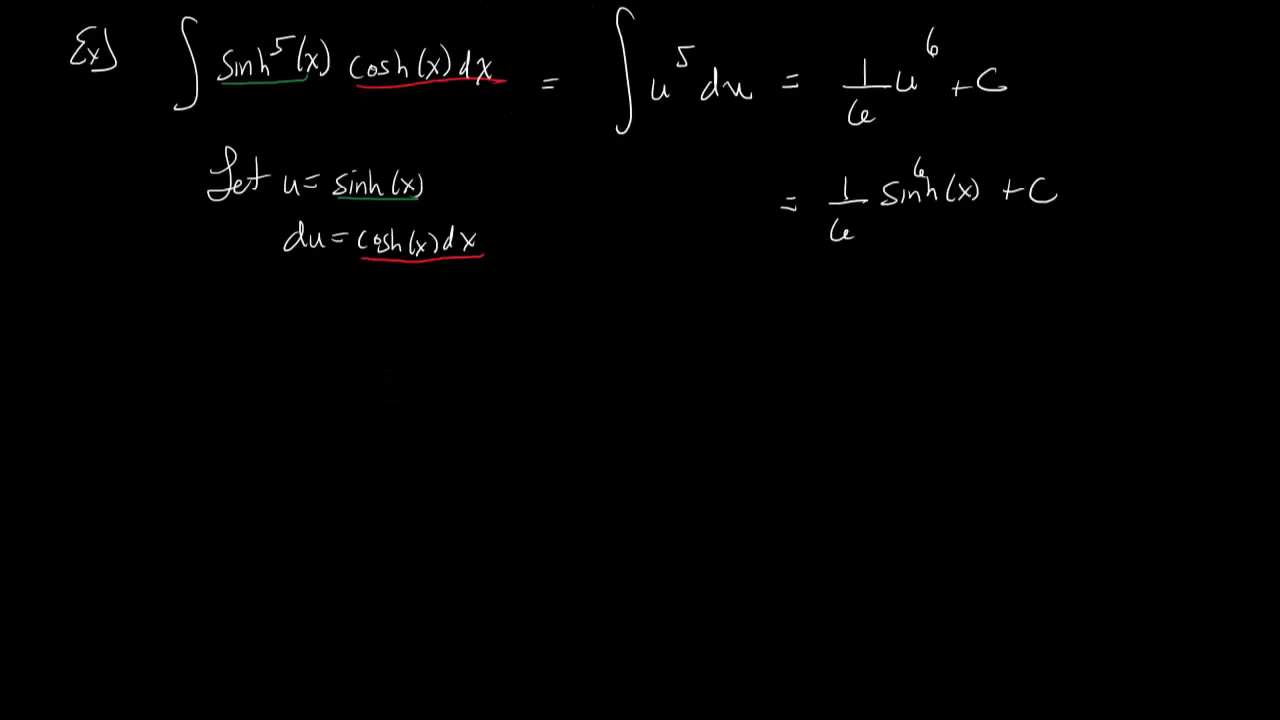 Ex] ∫ sinh⁵(x) cosh(x) dx = ∫ u⁵ du = 1/6 u⁶ + C
Let u = sinh(x) = 1/6 sinh⁶(x) + C
du = cosh(x) dx